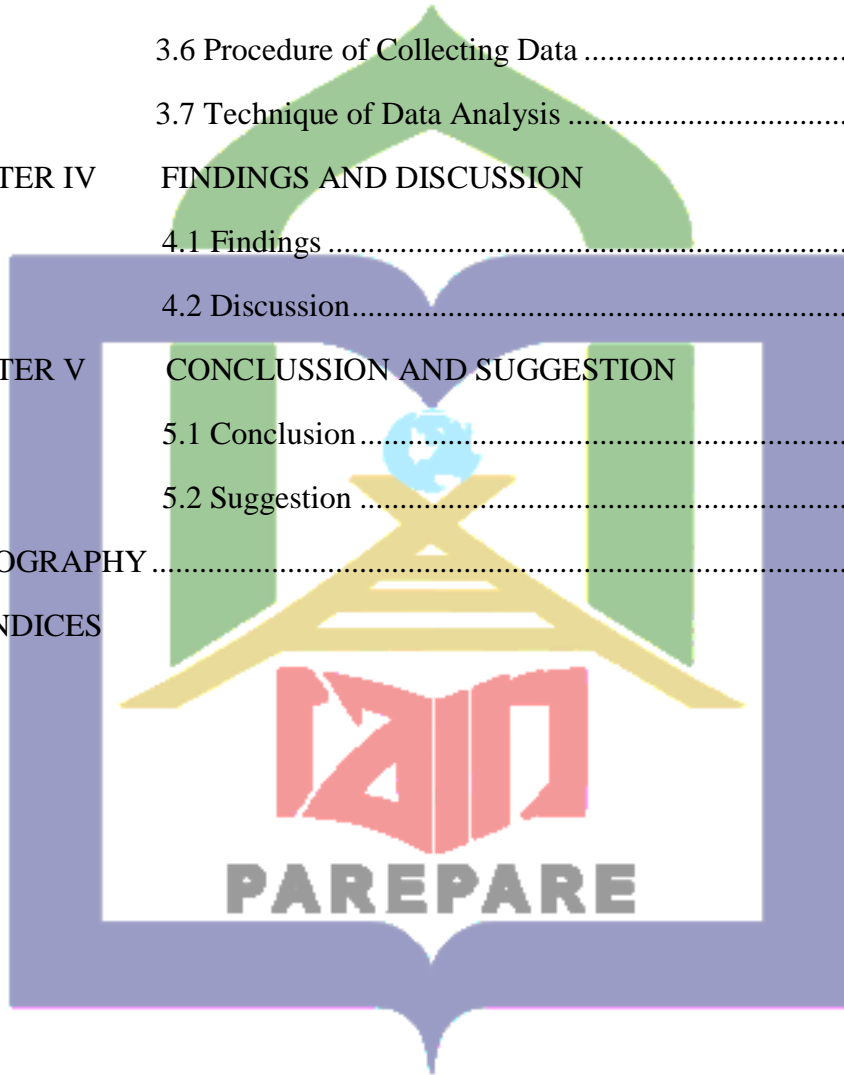 3.6 Procedure of Collecting Data ................................
3.7 Technique of Data Analysis ..................................
TER IV FINDINGS AND DISCUSSION
4.1 Findings ................................................................
4.2 Discussion.............................................................
TER V CONCLUSSION AND SUGGESTION
5.1 Conclusion............................................................
5.2 Suggestion ............................................................
OGRAPHY......................................................................................
NDICES
iain
PAREPARE